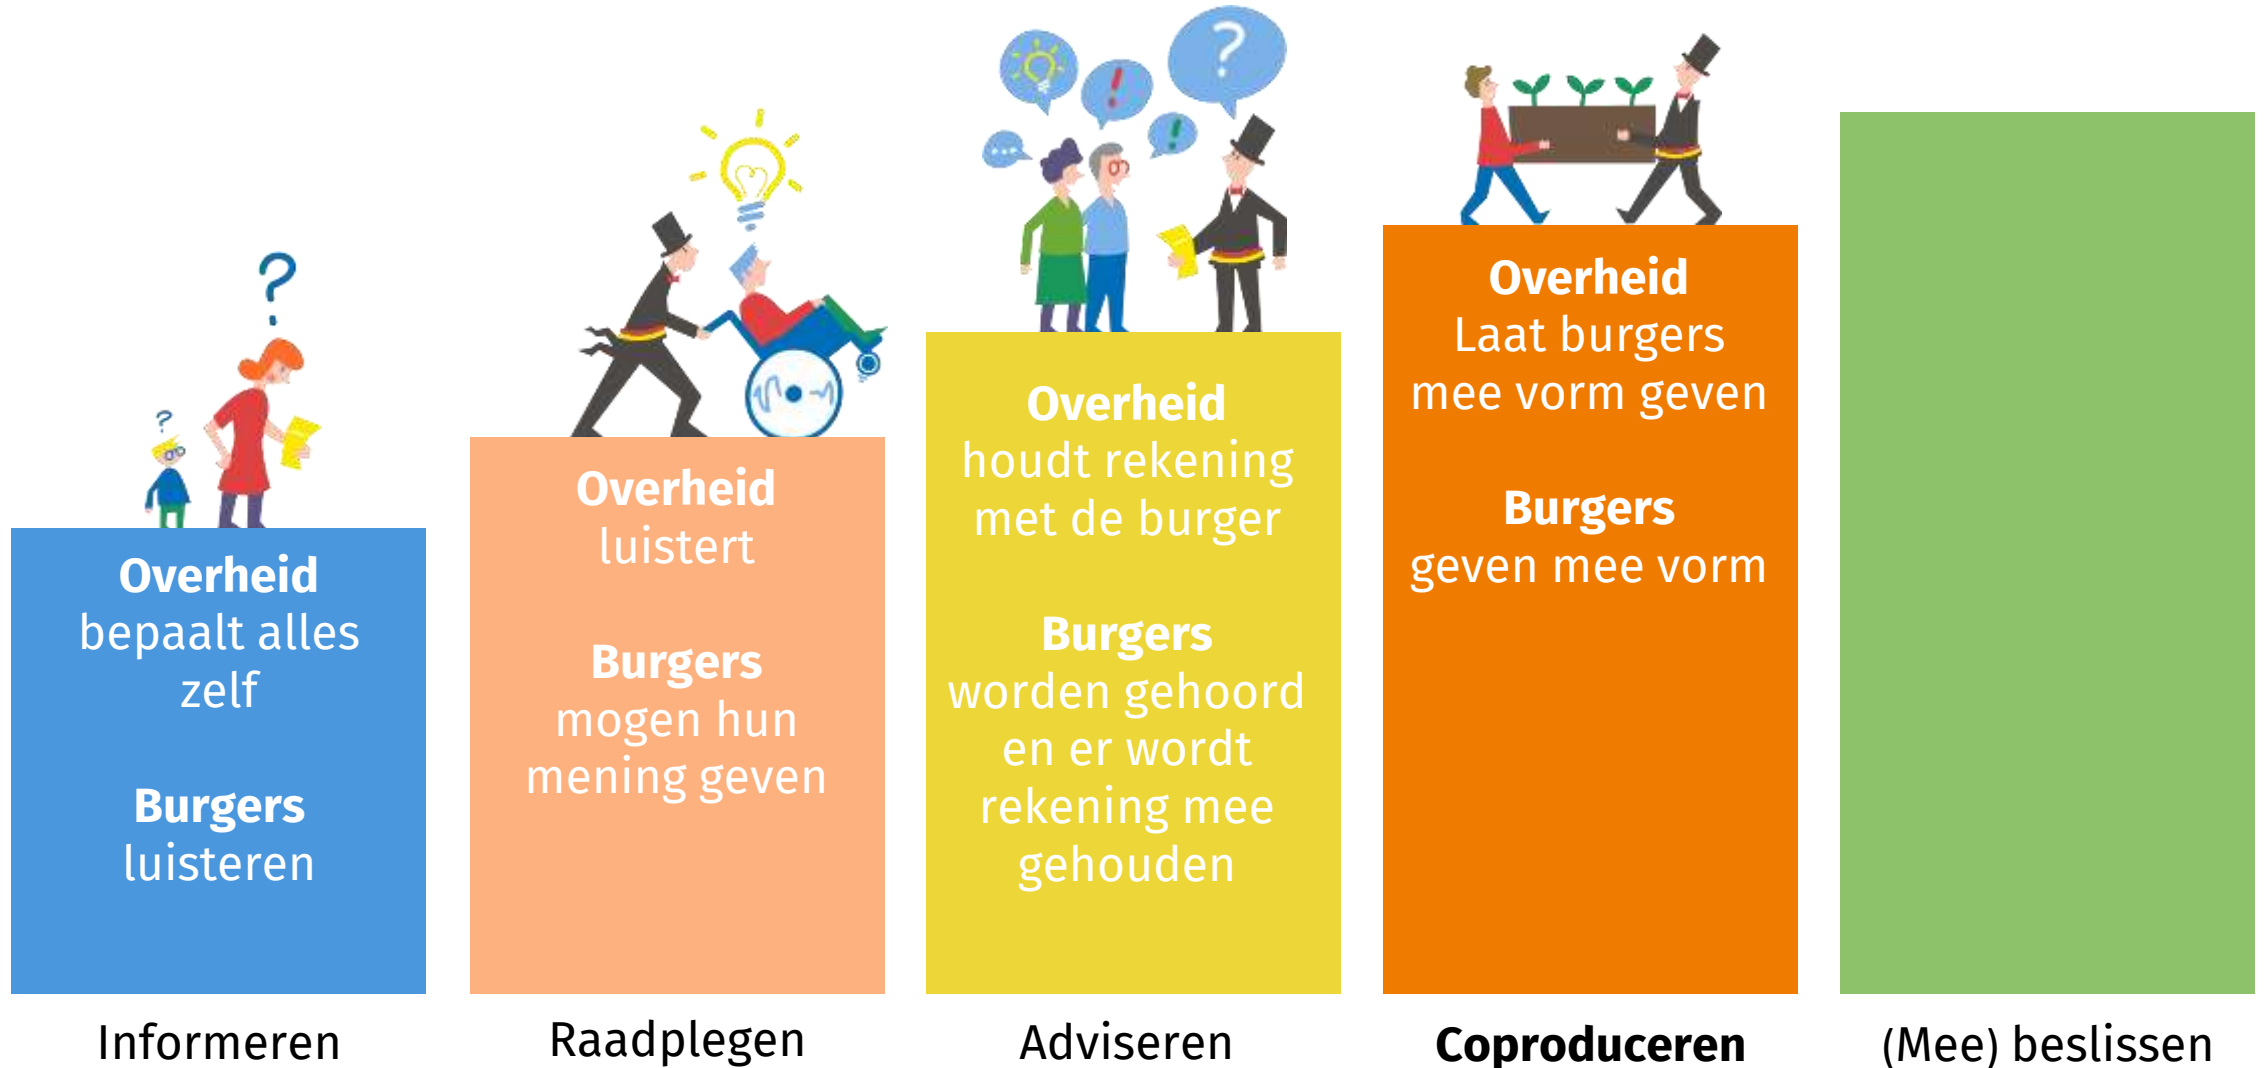 ?
?
Overheid
bepaalt alles
zelf
Burgers
luisteren
Informeren
Overheid
luistert
Burgers
mogen hun
mening geven
Raadplegen
!
?
...
!
Overheid
houdt rekening
met de burger
Burgers
worden gehoord
en er wordt
rekening mee
gehouden
Adviseren
Overheid
Laat burgers
mee vorm geven
Burgers
geven mee vorm
Coproduceren
(Mee) beslissen